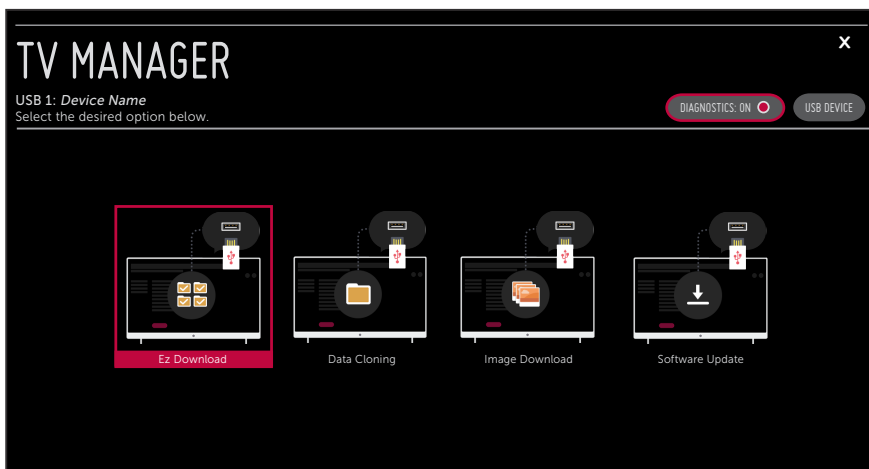 X
TV MANAGER
USB 1: Device Name
Select the desired option below.
DIAGNOSTICS: ON
USB DEVICE
Ez Download
Data Cloning
Image Download
Software Update